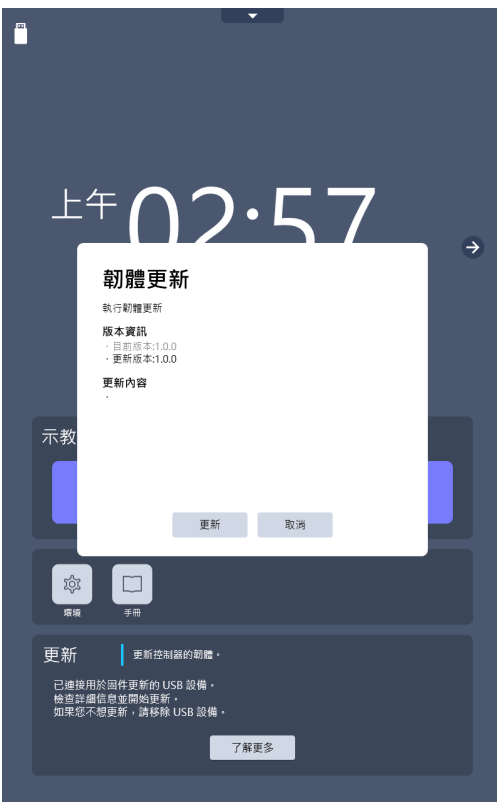 上午 02:57
韌體更新
執行韌體更新
版本資訊
· 目前版本:1.0.0
· 更新版本:1.0.0
更新內容
·
更新
取消
示教
環境
手冊
更新
更新控制器的韌體。
已連接用於固件更新的 USB 設備。
檢查詳細信息並開始更新。
如果您不想更新，請移除 USB 設備。
了解更多